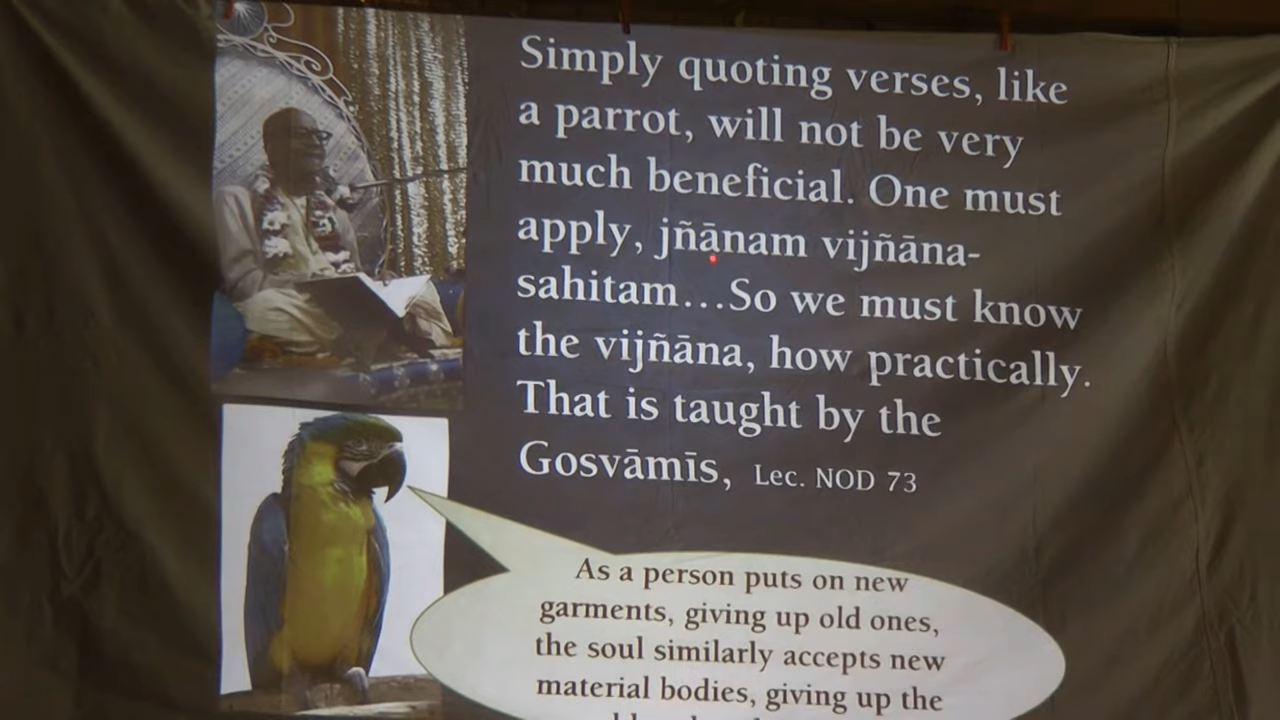 Simply quoting verses, like
a parrot, will not be very
much beneficial. One must
apply, jñānam vijñāna-
sahitam...So we must know
the vijñāna, how practically.
That is taught by the
Gosvāmīs, Lec. NOD 73
As a person puts on new
garments, giving up old ones,
the soul similarly accepts new
material bodies, giving up the